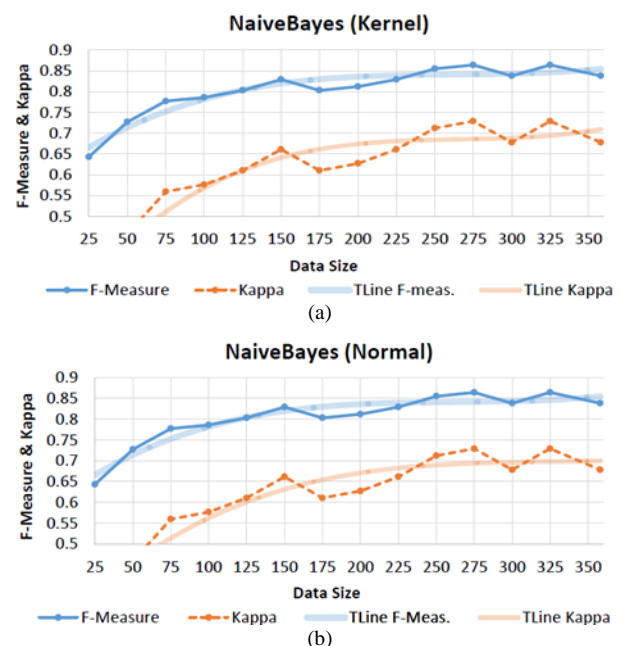 NaiveBayes (Kernel)
F-Measure & Kappa
0.9
0.85
0.8
0.75
0.7
0.65
0.6
0.55
0.5
25 50 75 100 125 150 175 200 225 250 275 300 325 350
Data Size
F-Measure Kappa TLine F-meas. TLine Kappa
(a)
NaiveBayes (Normal)
F-Measure & Kappa
0.9
0.85
0.8
0.75
0.7
0.65
0.6
0.55
0.5
25 50 75 100 125 150 175 200 225 250 275 300 325 350
Data Size
F-Measure Kappa TLine F-Meas. TLine Kappa
(b)